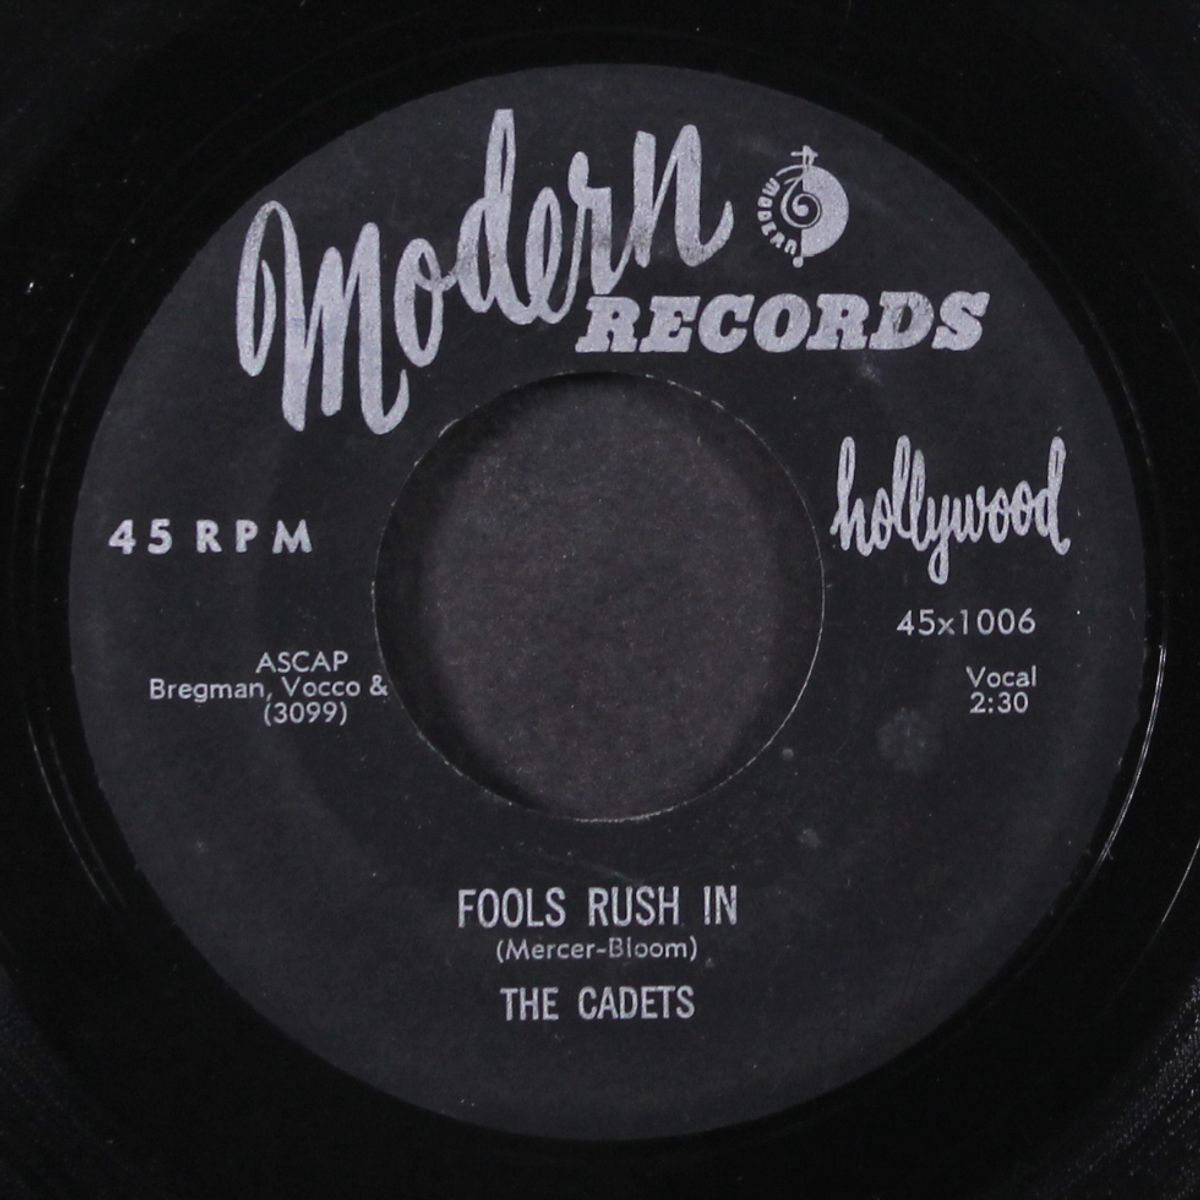 Modern
MODERN
RECORDS
hollywood
45 RPM
45x1006
ASCAP
Bregman, Vocco &
(3099)
Vocal
2:30
FOOLS RUSH IN
(Mercer-Bloom)
THE CADETS